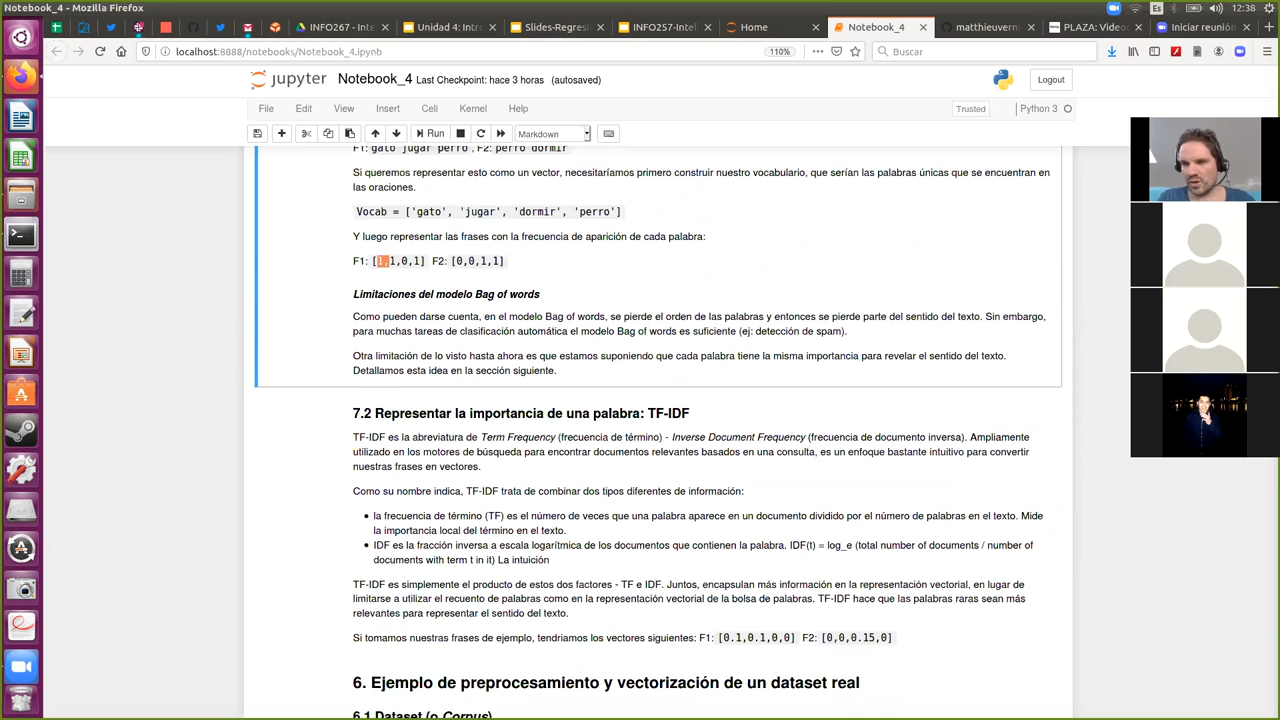 Notebook_4 - Mozilla Firefox
Es
12:38
INFO267 - Inte
Unidad 4: Intro
Slides-Regresi
INFO257-Intel
Home
Notebook_4
matthieuverni
PLAZA: Video
Iniciar reunión
localhost:8888/notebooks/Notebook_4.ipynb
110%
Buscar
jupyter Notebook_4 Last Checkpoint: hace 3 horas (autosaved)
Logout
File Edit View Insert Cell Kernel Help
Trusted
Python 3
Run
Markdown
F1: gato jugar perro , F2: perro dormir
Si queremos representar esto como un vector, necesitaríamos primero construir nuestro vocabulario, que serían las palabras únicas que se encuentran en
las oraciones.
Vocab = ['gato', 'jugar', 'dormir', 'perro']
Y luego representar las frases con la frecuencia de aparición de cada palabra:
F1: [1,1,0,1] F2: [0,0,1,1]
Limitaciones del modelo Bag of words
Como pueden darse cuenta, en el modelo Bag of words, se pierde el orden de las palabras y entonces se pierde parte del sentido del texto. Sin embargo,
para muchas tareas de clasificación automática el modelo Bag of words es suficiente (ej: detección de spam).
Otra limitación de lo visto hasta ahora es que estamos suponiendo que cada palabra tiene la misma importancia para revelar el sentido del texto.
Detallamos esta idea en la sección siguiente.
7.2 Representar la importancia de una palabra: TF-IDF
TF-IDF es la abreviatura de Term Frequency (frecuencia de término) - Inverse Document Frequency (frecuencia de documento inversa). Ampliamente
utilizado en los motores de búsqueda para encontrar documentos relevantes basados en una consulta, es un enfoque bastante intuitivo para convertir
nuestras frases en vectores.
Como su nombre indica, TF-IDF trata de combinar dos tipos diferentes de información:
• la frecuencia de término (TF) es el número de veces que una palabra aparece en un documento dividido por el número de palabras en el texto. Mide
la importancia local del término en el texto.
• IDF es la fracción inversa a escala logarítmica de los documentos que contienen la palabra. IDF(t) = log_e (total number of documents / number of
documents with term t in it) La intuición
TF-IDF es simplemente el producto de estos dos factores - TF e IDF. Juntos, encapsulan más información en la representación vectorial, en lugar de
limitarse a utilizar el recuento de palabras como en la representación vectorial de la bolsa de palabras. TF-IDF hace que las palabras raras sean más
relevantes para representar el sentido del texto.
Si tomamos nuestras frases de ejemplo, tendriamos los vectores siguientes: F1: [0.1,0.1,0,0] F2: [0,0,0.15,0]
6. Ejemplo de preprocesamiento y vectorización de un dataset real
6.1 Dataset (o Corpus)